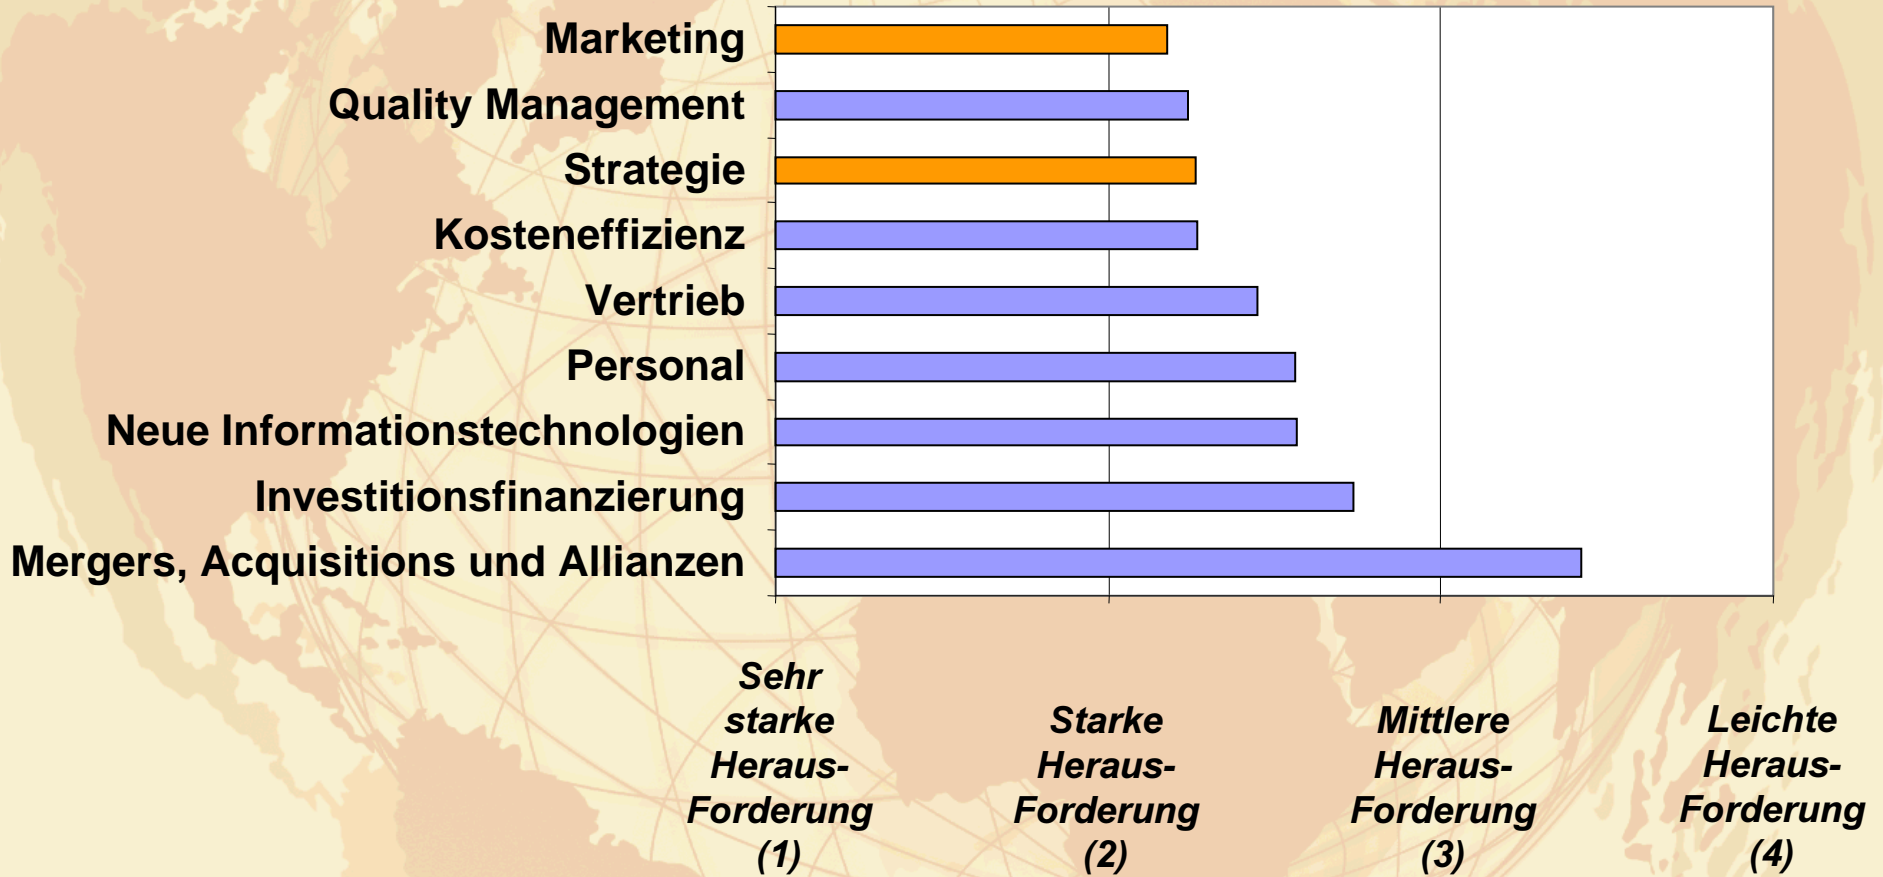 Marketing
Quality Management
Strategie
Kosteneffizienz
Vertrieb
Personal
Neue Informationstechnologien
Investitionsfinanzierung
Mergers, Acquisitions und Allianzen
Sehr
starke
Heraus-
Forderung
(1)
Starke
Heraus-
Forderung
(2)
Mittlere
Heraus-
Forderung
(3)
Leichte
Heraus-
Forderung
(4)